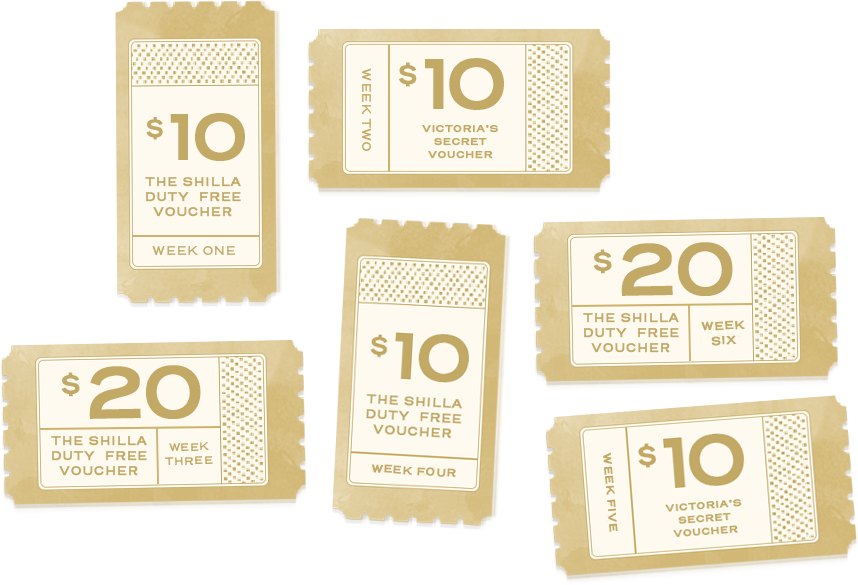 $10
THE SHILLA
DUTY FREE
VOUCHER
WEEK ONE
WEEK TWO
$10
VICTORIA'S
SECRET
VOUCHER
$20
THE SHILLA
DUTY FREE
VOUCHER
WEEK
THREE
$10
THE SHILLA
DUTY FREE
VOUCHER
WEEK FOUR
$20
THE SHILLA
DUTY FREE
VOUCHER
WEEK
SIX
WEEK FIVE
$10
VICTORIA'S
SECRET
VOUCHER